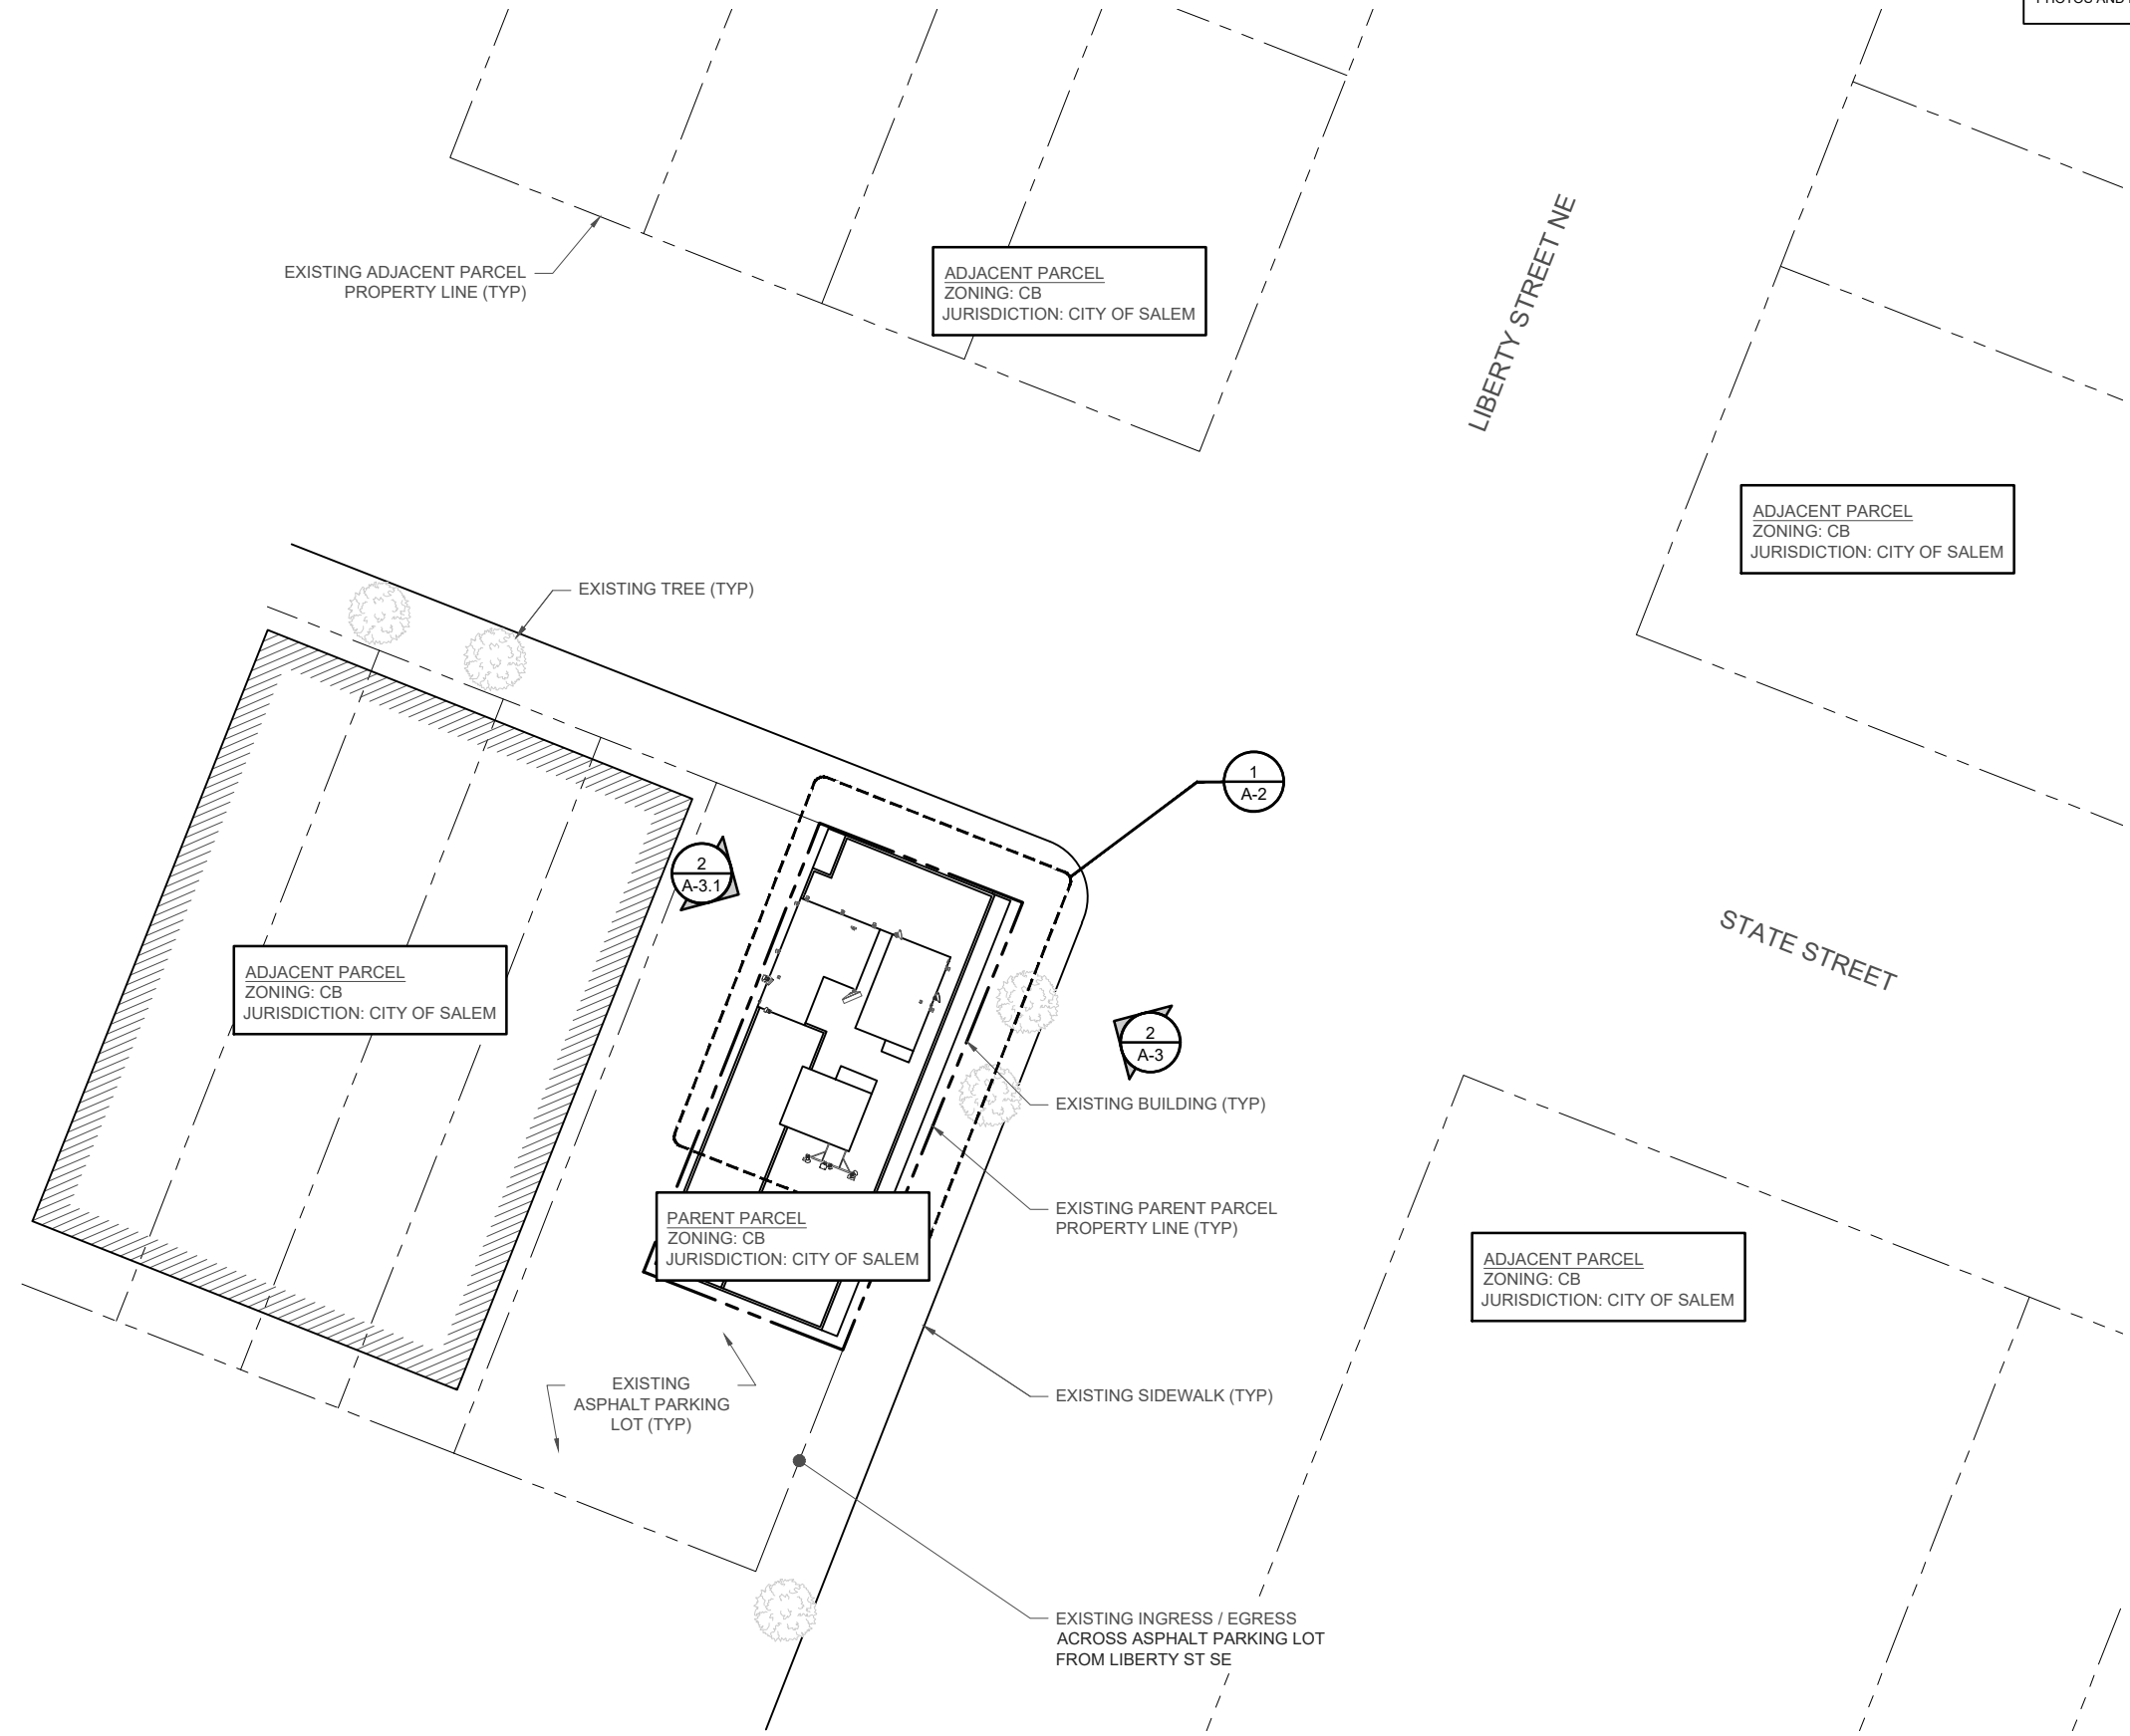 EXISTING ADJACENT PARCEL
PROPERTY LINE (TYP)
ADJACENT PARCEL
ZONING: CB
JURISDICTION: CITY OF SALEM
LIBERTY STREET NE
ADJACENT PARCEL
ZONING: CB
JURISDICTION: CITY OF SALEM
EXISTING TREE (TYP)
1
A-2
2
A-3.1
STATE STREET
ADJACENT PARCEL
ZONING: CB
JURISDICTION: CITY OF SALEM
2
A-3
EXISTING BUILDING (TYP)
EXISTING PARENT PARCEL
PROPERTY LINE (TYP)
PARENT PARCEL
ZONING: CB
JURISDICTION: CITY OF SALEM
ADJACENT PARCEL
ZONING: CB
JURISDICTION: CITY OF SALEM
EXISTING
ASPHALT PARKING
LOT (TYP)
EXISTING SIDEWALK (TYP)
EXISTING INGRESS / EGRESS
ACROSS ASPHALT PARKING LOT
FROM LIBERTY ST SE